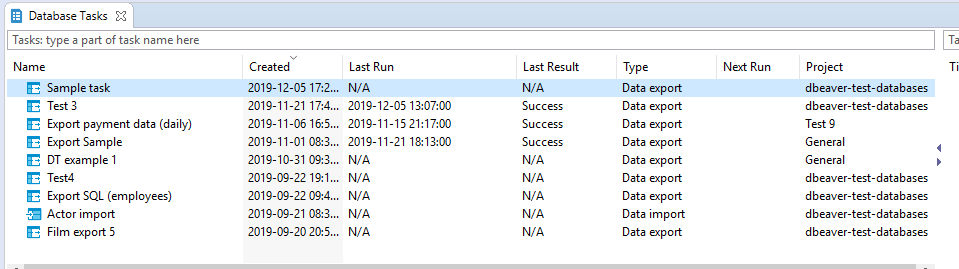 Database Tasks
Tasks: type a part of task name here
Ta
Name Created Last Run Last Result Type Next Run Project Ti
Sample task 2019-12-05 17:2... N/A N/A Data export dbeaver-test-databases
Test 3 2019-11-21 17:4... 2019-12-05 13:07:00 Success Data export dbeaver-test-databases
Export payment data (daily) 2019-11-06 16:5... 2019-11-15 21:17:00 Success Data export Test 9
Export Sample 2019-11-01 08:3... 2019-11-21 18:13:00 Success Data export General
DT example 1 2019-10-31 09:3... N/A N/A Data export General
Test4 2019-09-22 19:1... N/A N/A Data export dbeaver-test-databases
Export SQL (employees) 2019-09-22 09:4... N/A N/A Data export dbeaver-test-databases
Actor import 2019-09-21 08:3... N/A N/A Data import dbeaver-test-databases
Film export 5 2019-09-20 20:5... N/A N/A Data export dbeaver-test-databases